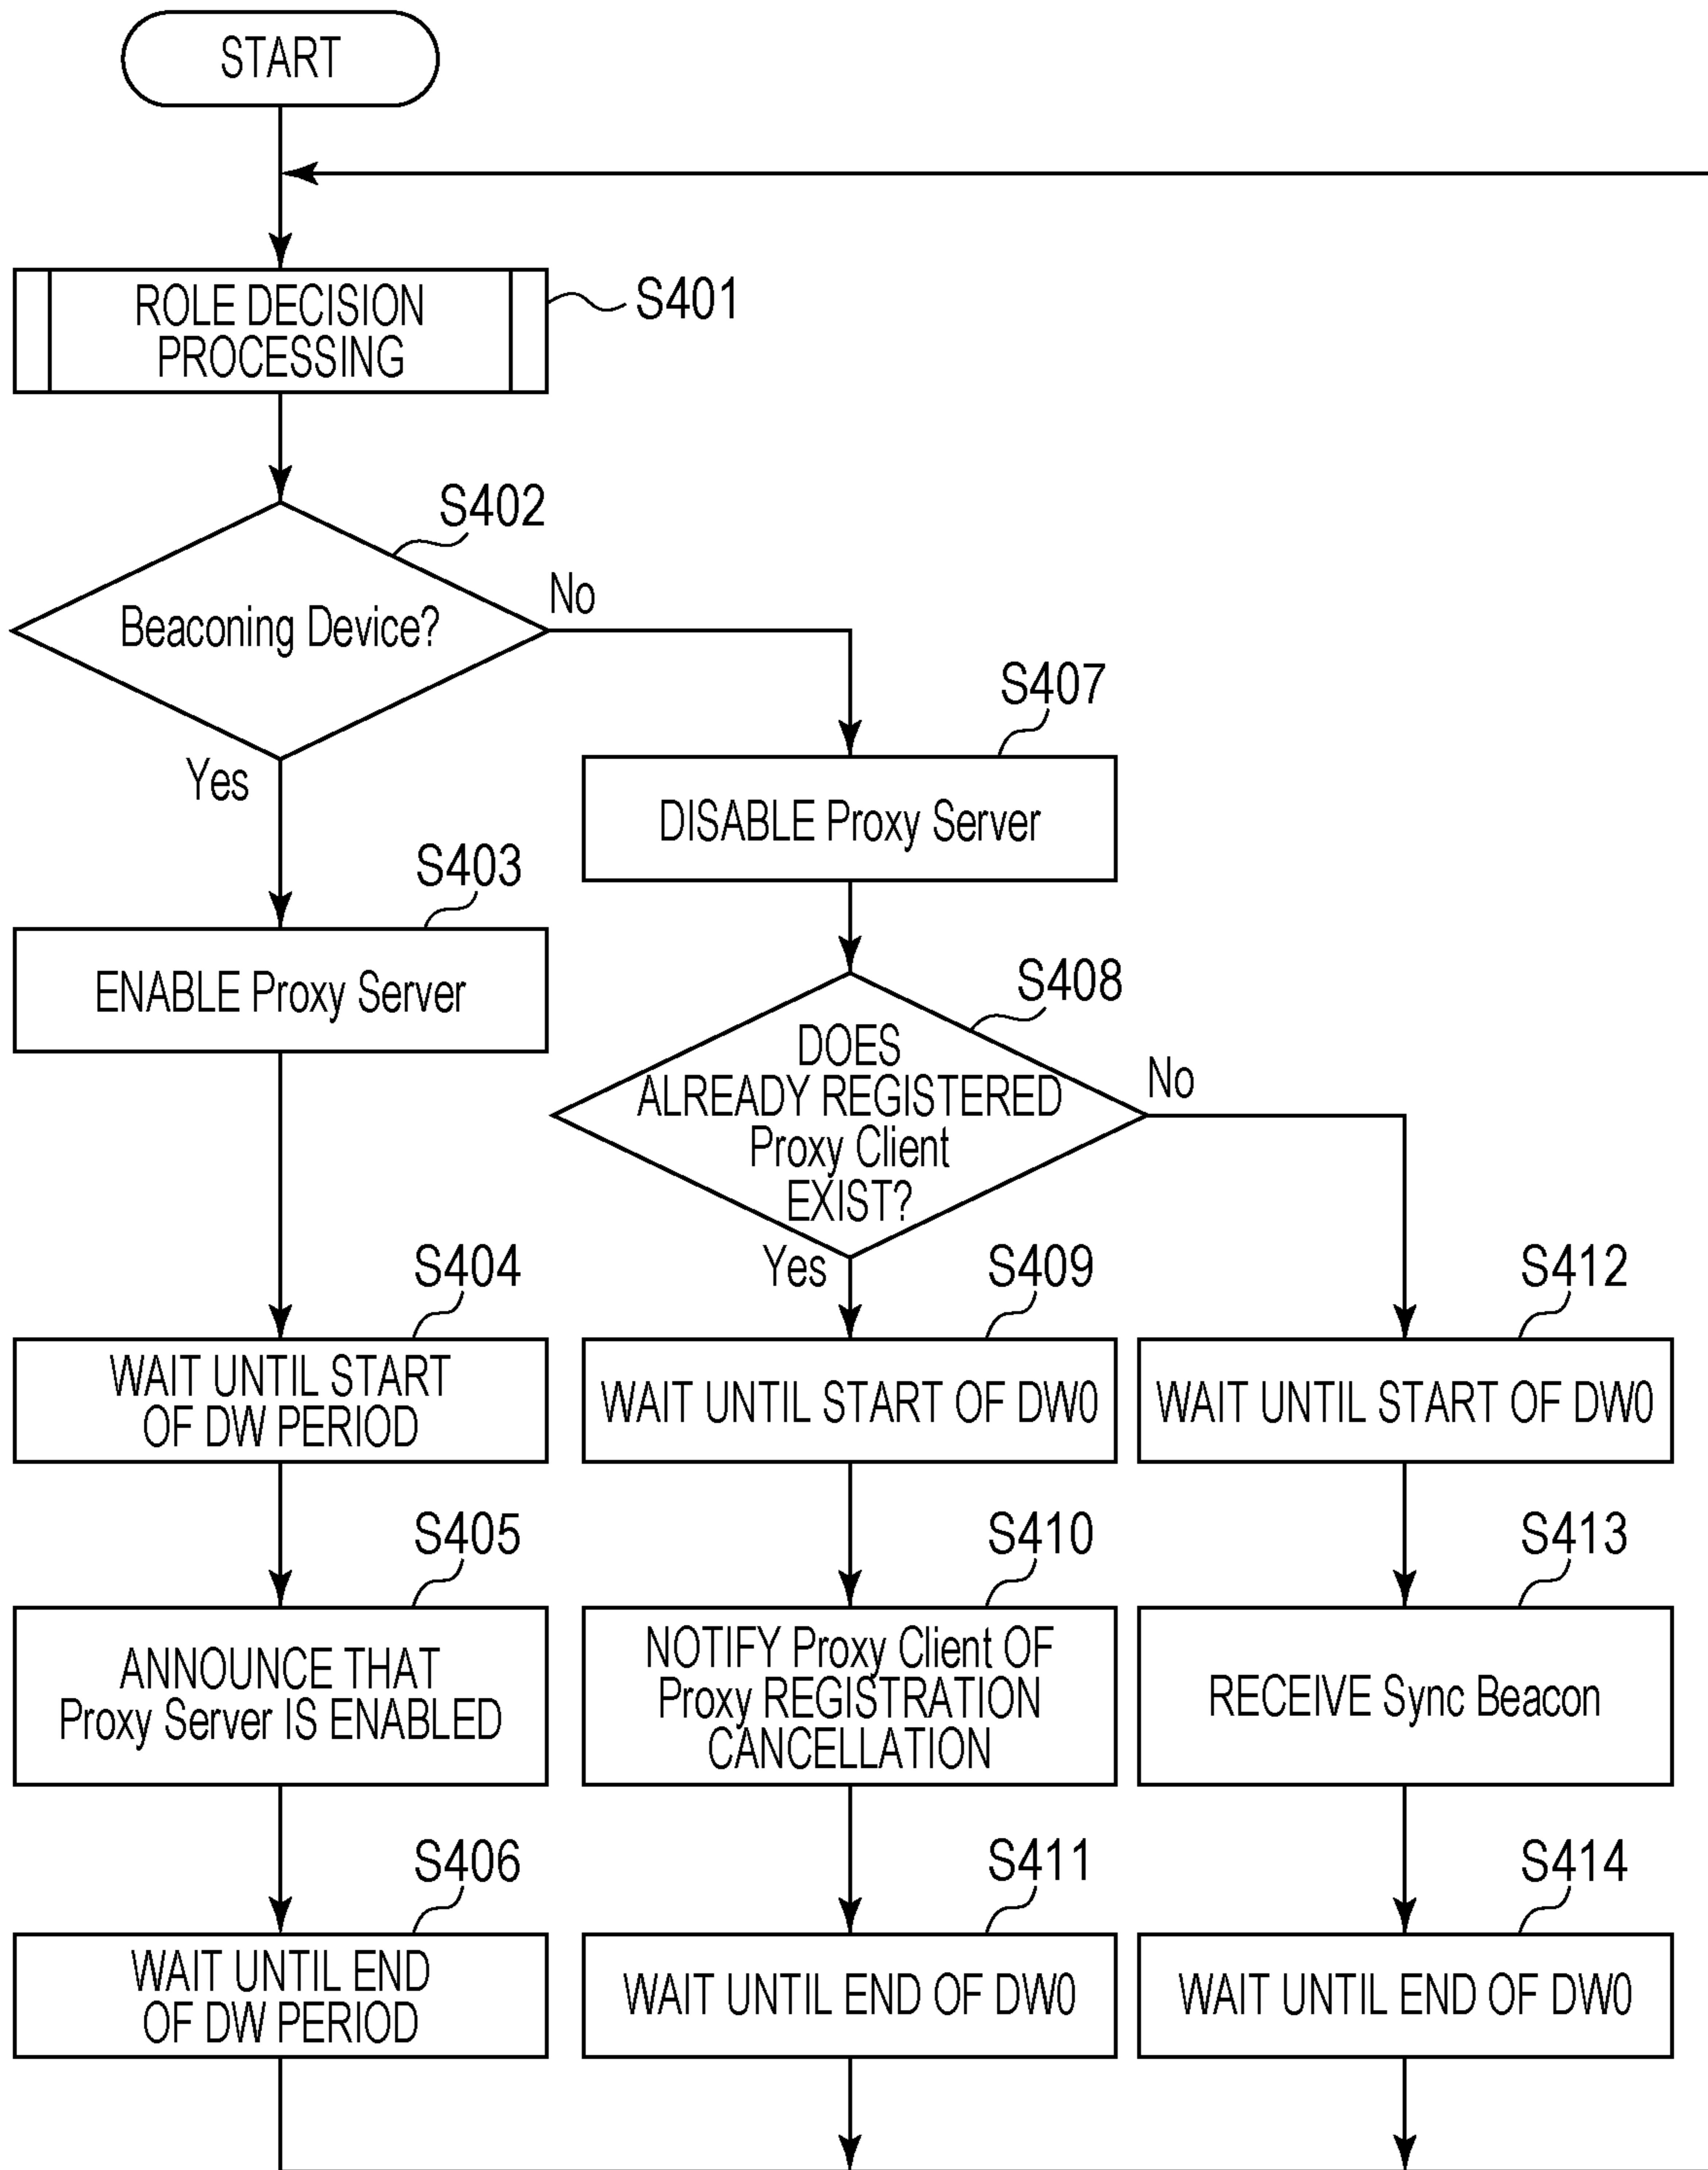 START
ROLE DECISION
PROCESSING
S401
S402
Beaconing Device?
No
Yes
S407
DISABLE Proxy Server
S403
ENABLE Proxy Server
S408
DOES
ALREADY REGISTERED
Proxy Client
EXIST?
No
Yes
S404
WAIT UNTIL START
OF DW PERIOD
S409
WAIT UNTIL START OF DW0
S412
WAIT UNTIL START OF DW0
S405
ANNOUNCE THAT
Proxy Server IS ENABLED
S410
NOTIFY Proxy Client OF
Proxy REGISTRATION
CANCELLATION
S413
RECEIVE Sync Beacon
S406
WAIT UNTIL END
OF DW PERIOD
S411
WAIT UNTIL END OF DW0
S414
WAIT UNTIL END OF DW0